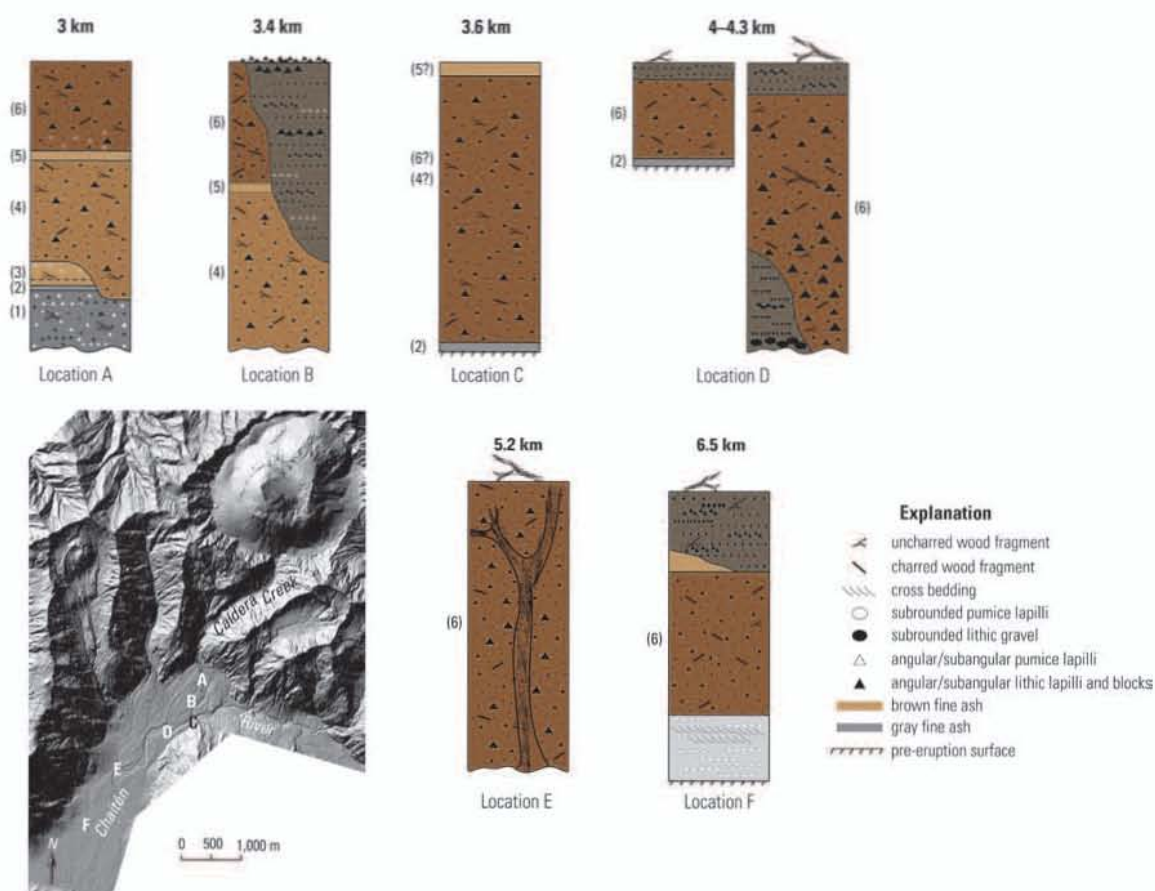 3 km
3.4 km
3.6 km
4–4.3 km
(6)
(5)
(4)
(3)
(2)
(1)
Location A
(6)
(5)
(4)
Location B
(5?)
(6?)
(4?)
(2)
Location C
(6)
(2)
(6)
Location D
Caldera Creek
A
B
C
D
River
E
F
Chaitén
N
0 500 1,000 m
5.2 km
(6)
Location E
6.5 km
(6)
Location F
Explanation
uncharred wood fragment
charred wood fragment
cross bedding
subrounded pumice lapilli
subrounded lithic gravel
angular/subangular pumice lapilli
angular/subangular lithic lapilli and blocks
brown fine ash
gray fine ash
pre-eruption surface